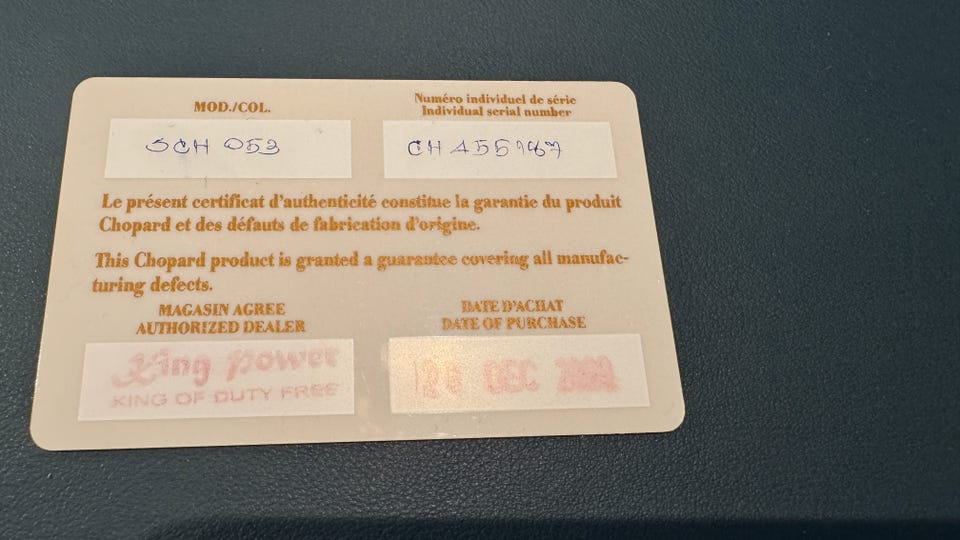 MOD./COL.
Numéro individuel de série
Individual serial number
SCH 053
CH 455187
Le présent certificat d'authenticité constitue la garantie du produit
Chopard et des défauts de fabrication d'origine.
This Chopard product is granted a guarantee covering all manufac-
turing defects.
MAGASIN AGREE
AUTHORIZED DEALER
DATE D'ACHAT
DATE OF PURCHASE
King Power
KING OF DUTY FREE
DEC